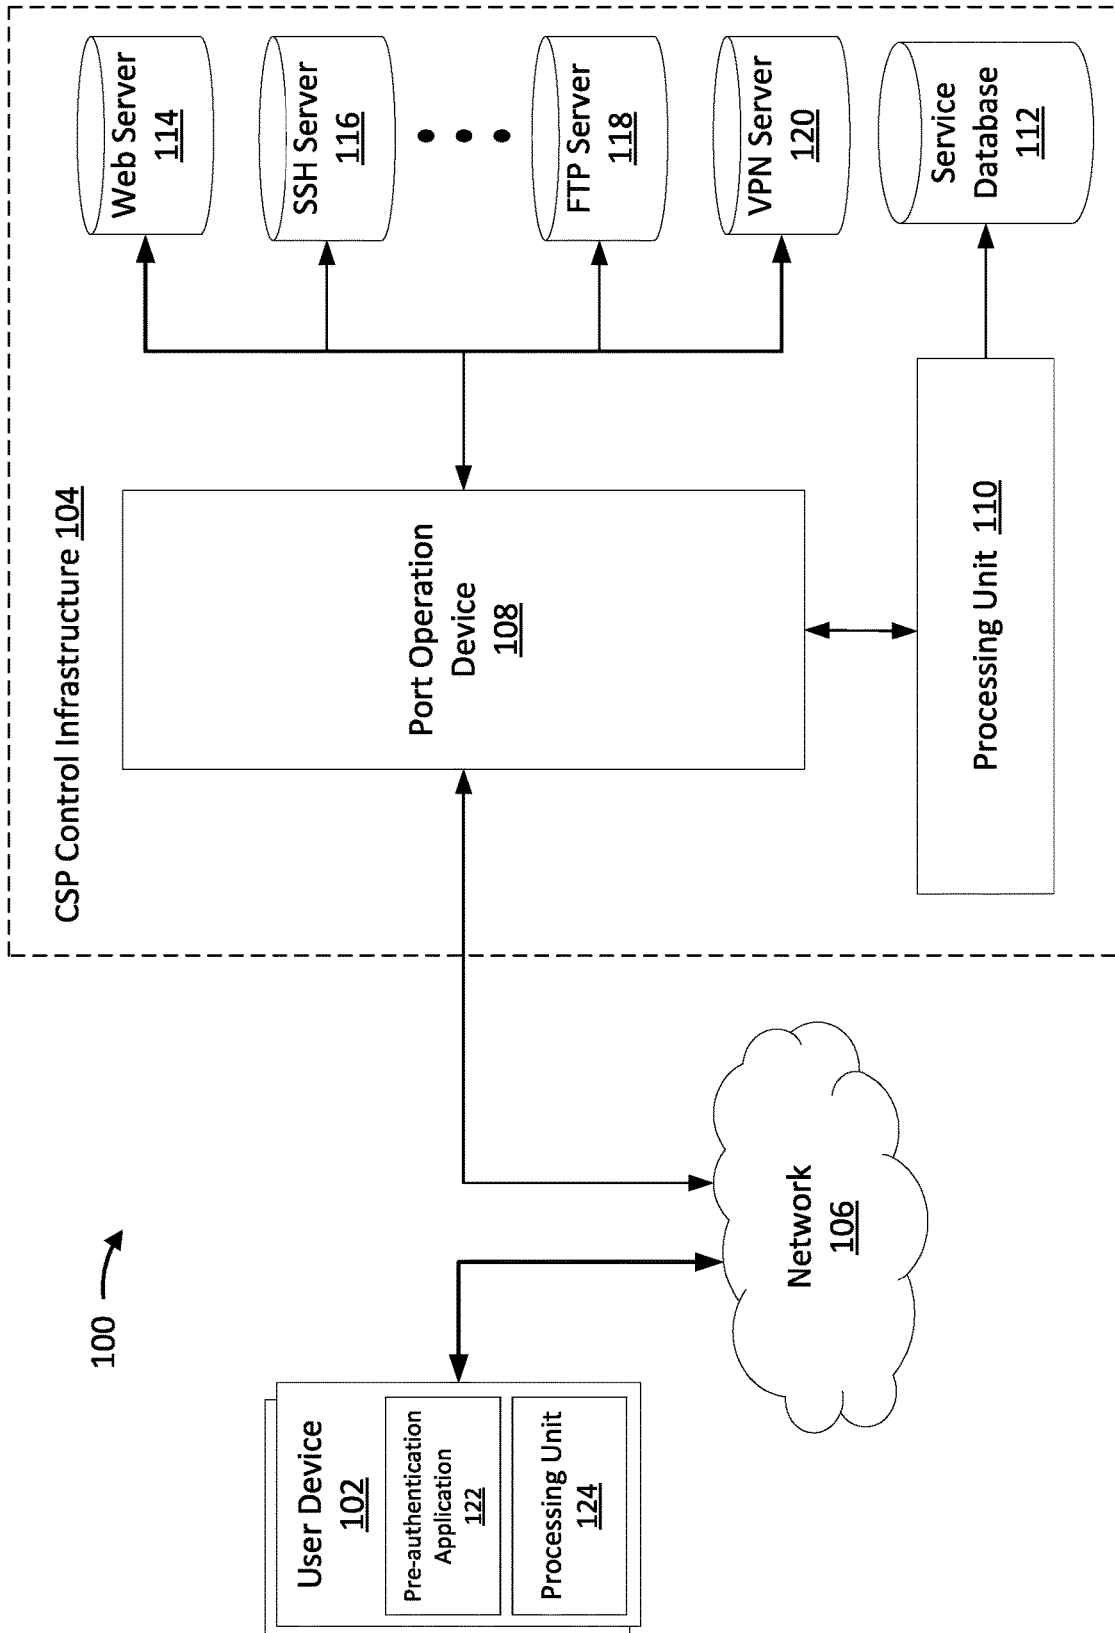 100
User Device
102
Pre-authentication
Application
122
Processing Unit
124
Network
106
CSP Control Infrastructure 104
Port Operation
Device
108
Processing Unit 110
Web Server
114
SSH Server
116
FTP Server
118
VPN Server
120
Service
Database
112